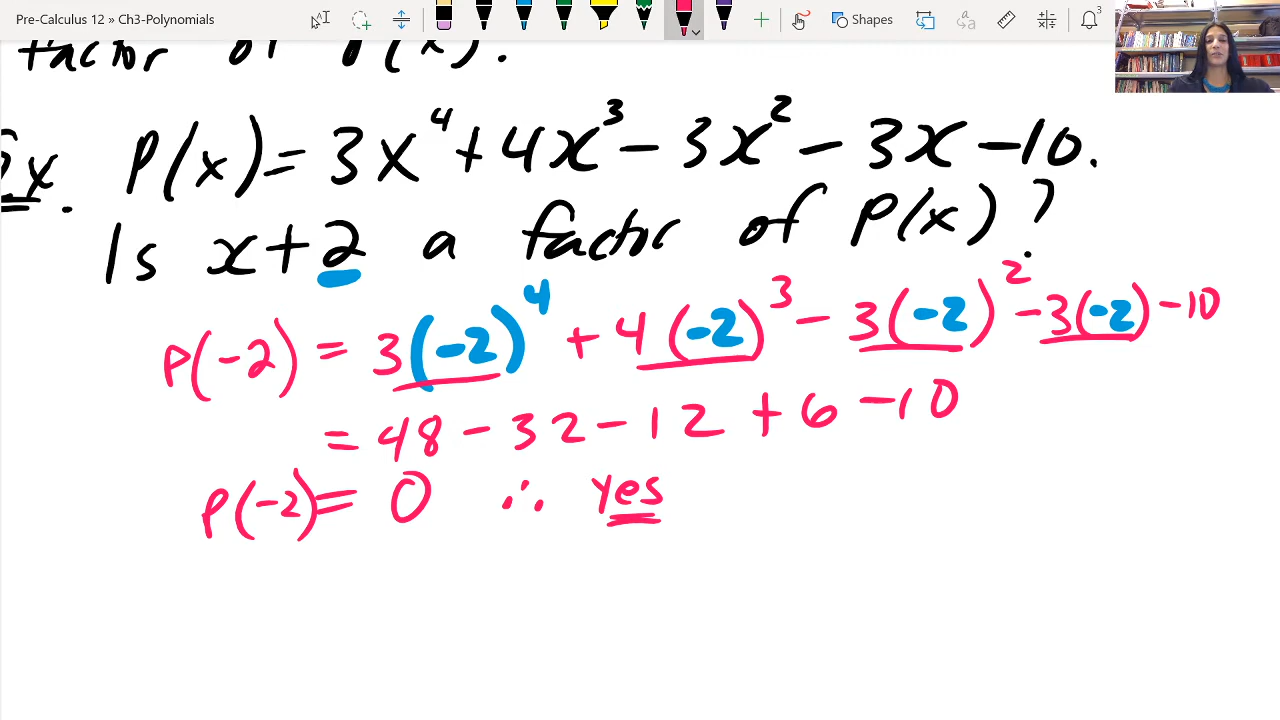 Pre-Calculus 12 » Ch3-Polynomials
Shapes
3
factor of P(x).
Ex. P(x) = 3x⁴ + 4x³ - 3x² - 3x - 10.
Is x+2 a factor of P(x)?
P(-2) = 3(-2)⁴ + 4(-2)³ - 3(-2)² - 3(-2) - 10
= 48 - 32 - 12 + 6 - 10
P(-2) = 0 ∴ yes